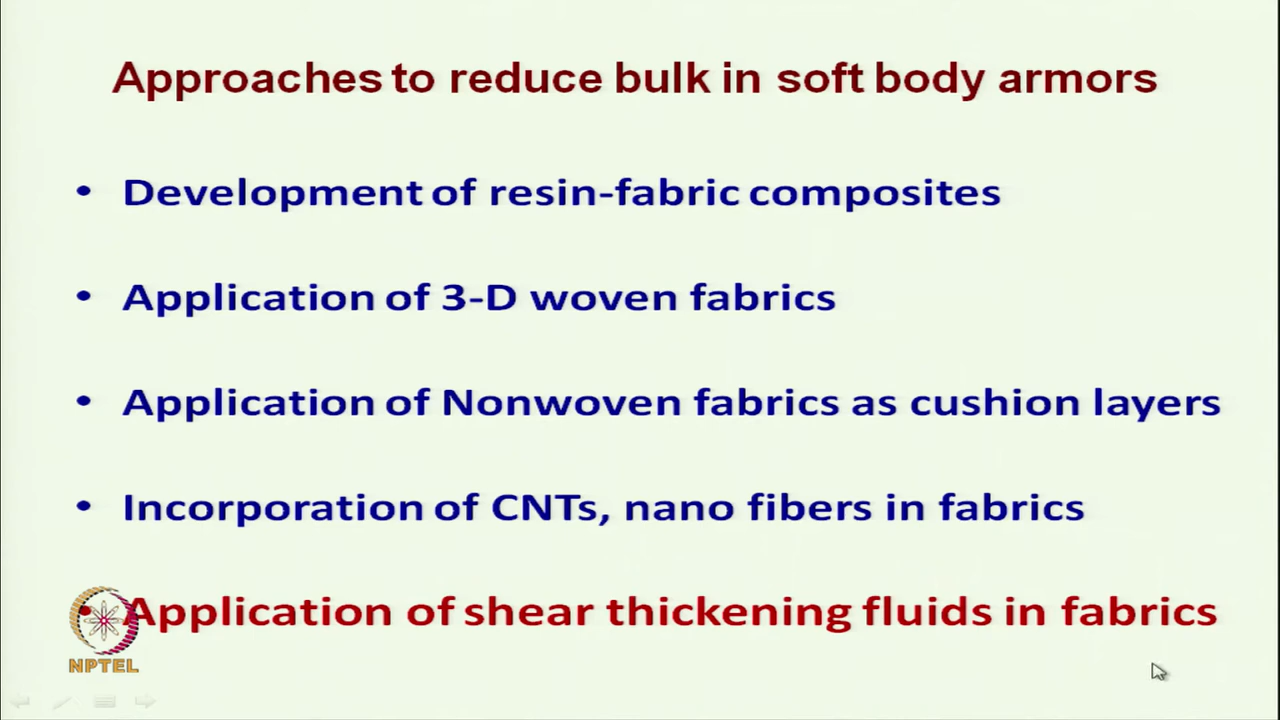 Approaches to reduce bulk in soft body armors
• Development of resin-fabric composites
• Application of 3-D woven fabrics
• Application of Nonwoven fabrics as cushion layers
• Incorporation of CNTs, nano fibers in fabrics
• Application of shear thickening fluids in fabrics
NPTEL